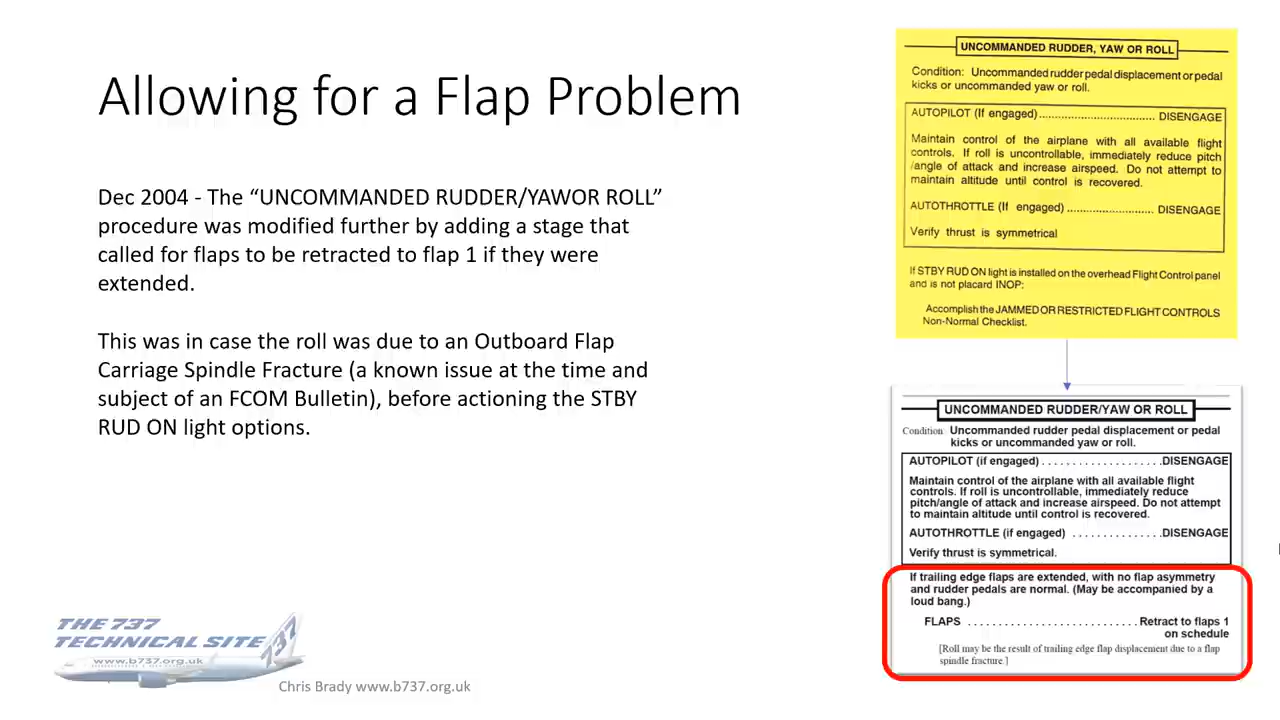 Allowing for a Flap Problem
Dec 2004 - The “UNCOMMANDED RUDDER/YAWOR ROLL”
procedure was modified further by adding a stage that
called for flaps to be retracted to flap 1 if they were
extended.
This was in case the roll was due to an Outboard Flap
Carriage Spindle Fracture (a known issue at the time and
subject of an FCOM Bulletin), before actioning the STBY
RUD ON light options.
UNCOMMANDED RUDDER, YAW OR ROLL
Condition: Uncommanded rudder pedal displacement or pedal
kicks or uncommanded yaw or roll.
AUTOPILOT (If engaged) .................................. DISENGAGE
Maintain control of the airplane with all available flight
controls. If roll is uncontrollable, immediately reduce pitch
/angle of attack and increase airspeed. Do not attempt to
maintain altitude until control is recovered.
AUTOTHROTTLE (If engaged) .......................... DISENGAGE
Verify thrust is symmetrical
If STBY RUD ON light is installed on the overhead Flight Control panel
and is not placard INOP:
Accomplish the JAMMED OR RESTRICTED FLIGHT CONTROLS
Non-Normal Checklist.
UNCOMMANDED RUDDER/YAW OR ROLL
Condition: Uncommanded rudder pedal displacement or pedal
kicks or uncommanded yaw or roll.
AUTOPILOT (if engaged) . . . . . . . . . . . . . . . . . . . DISENGAGE
Maintain control of the airplane with all available flight
controls. If roll is uncontrollable, immediately reduce
pitch/angle of attack and increase airspeed. Do not attempt
to maintain altitude until control is recovered.
AUTOTHROTTLE (if engaged) . . . . . . . . . . . . . . . DISENGAGE
Verify thrust is symmetrical.
If trailing edge flaps are extended, with no flap asymmetry
and rudder pedals are normal. (May be accompanied by a
loud bang.)
FLAPS . . . . . . . . . . . . . . . . . . . . . . . . . . . . Retract to flaps 1
on schedule
[Roll may be the result of trailing edge flap displacement due to a flap
spindle fracture.]
THE 737
TECHNICAL SITE
737
www.b737.org.uk
Chris Brady www.b737.org.uk